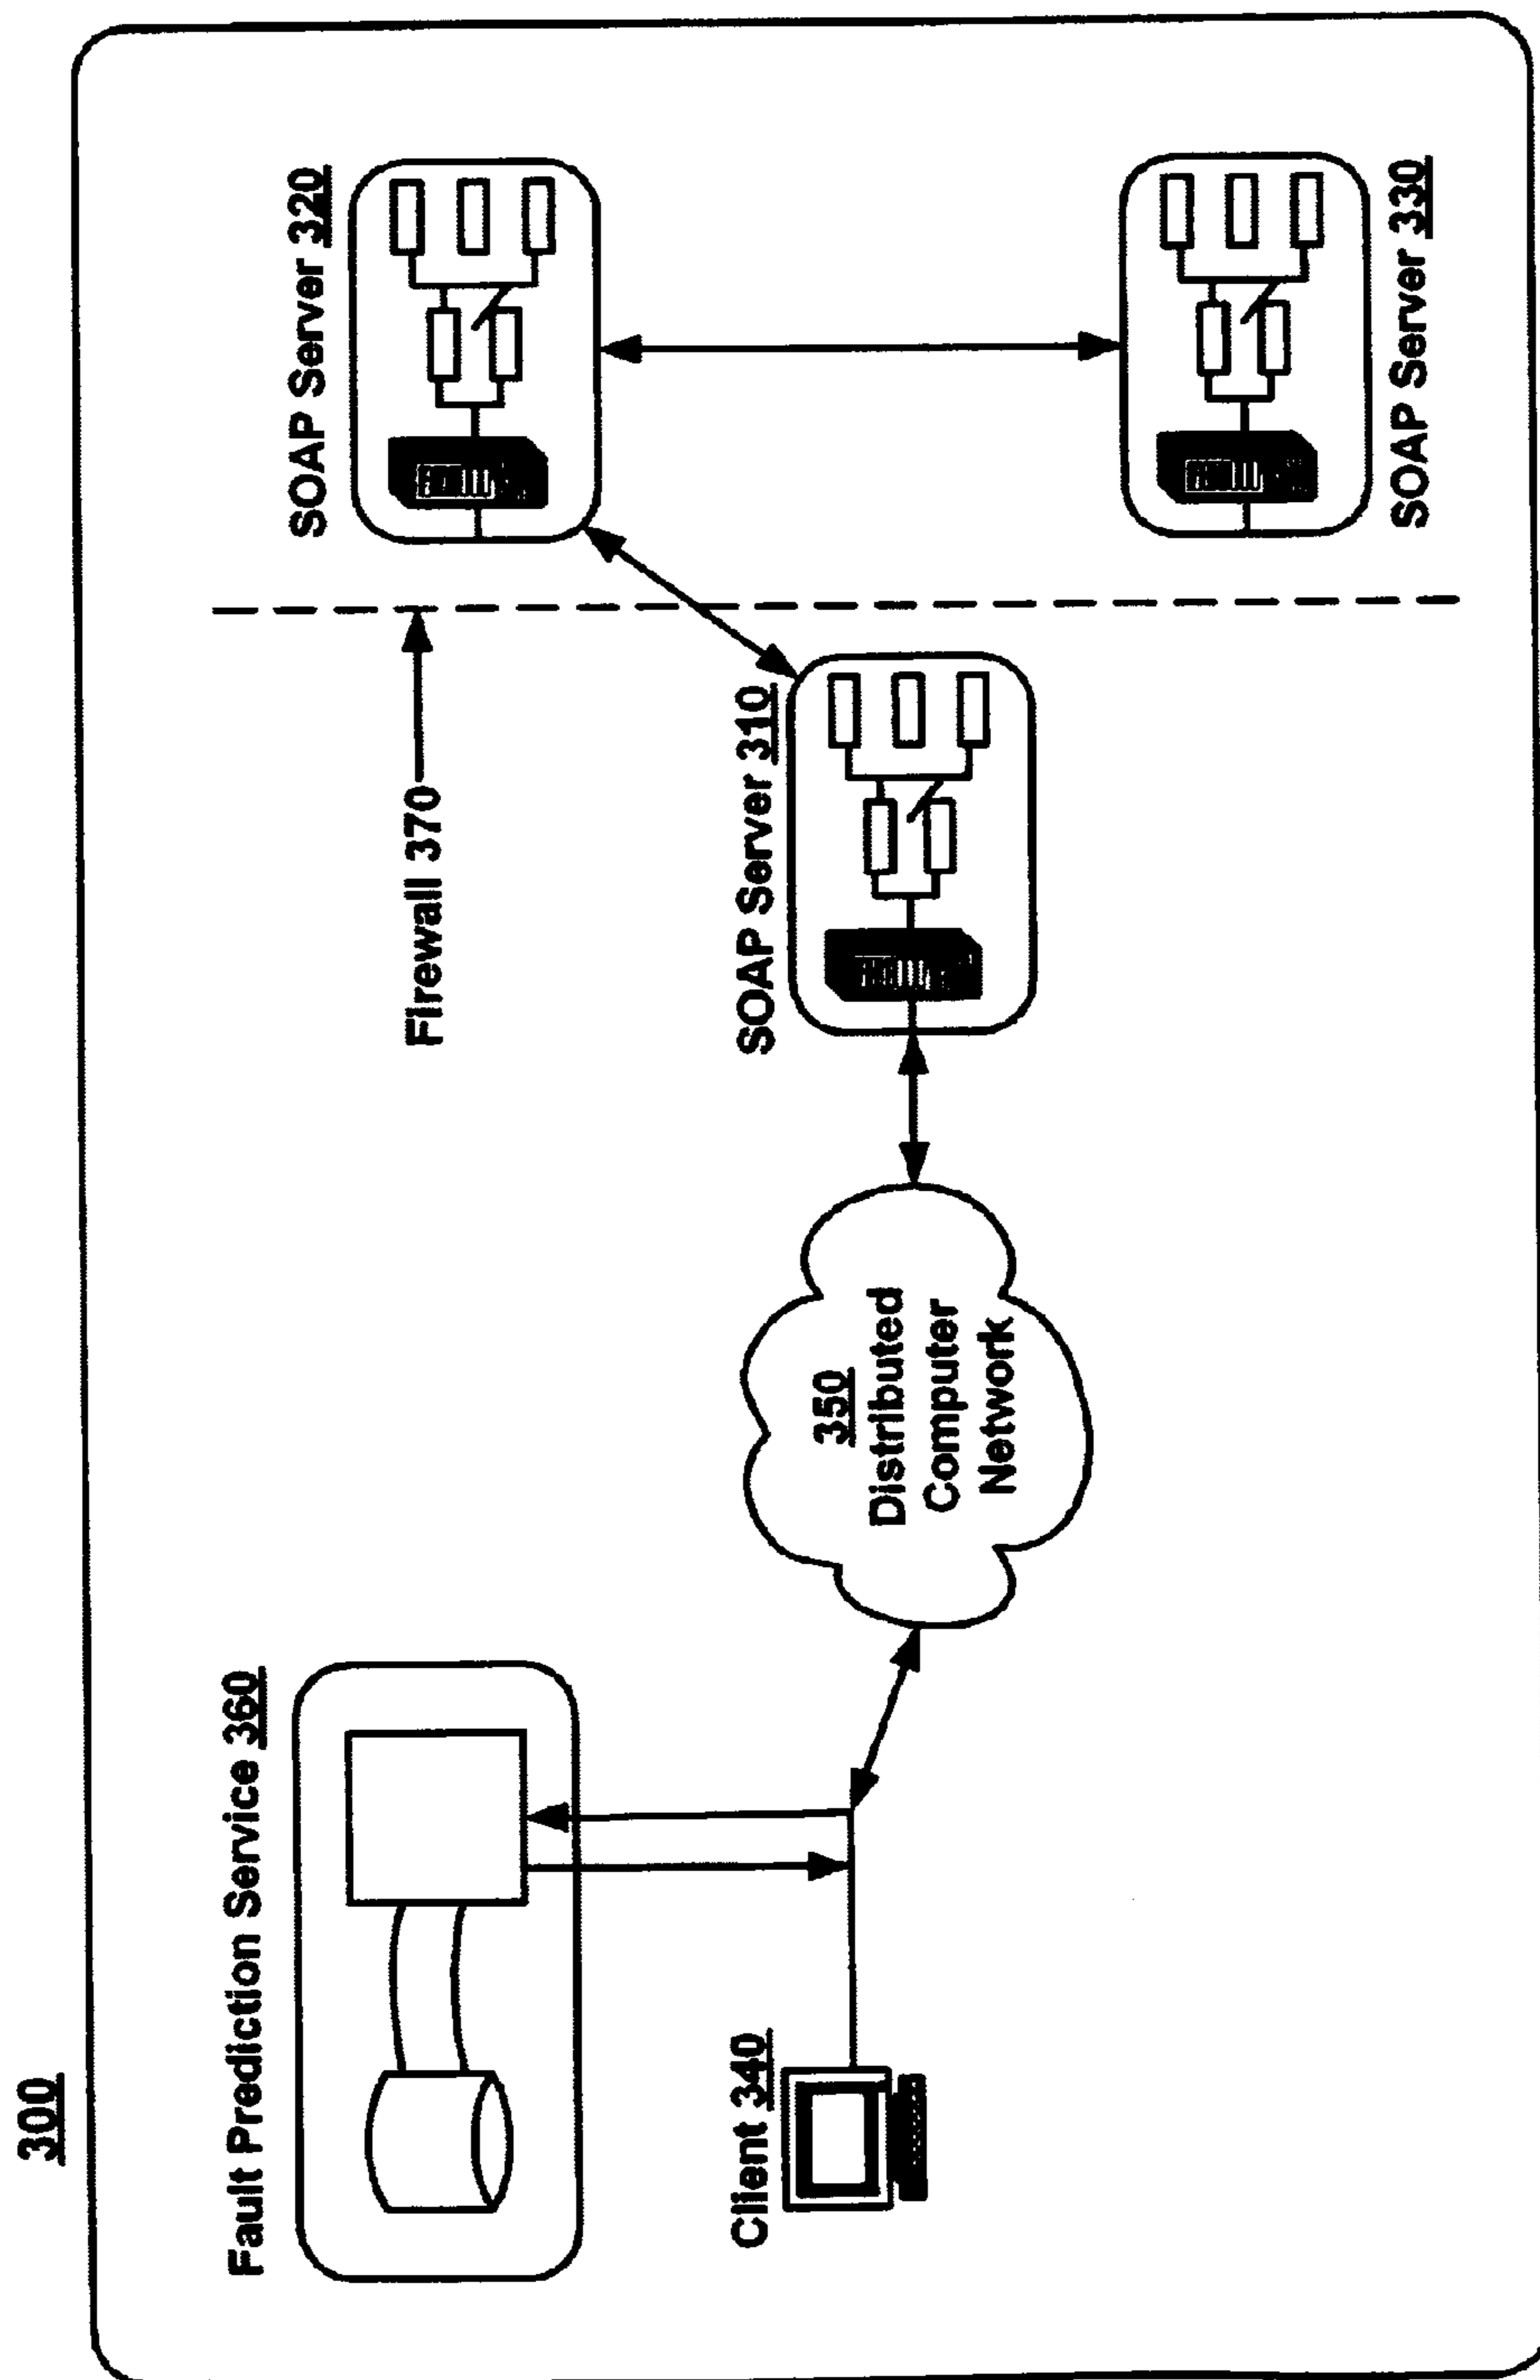 300
Fault Prediction Service 360
SOAP Server 320
Firewall 370
Client 340
350
Distributed
Computer
Network
SOAP Server 310
SOAP Server 330